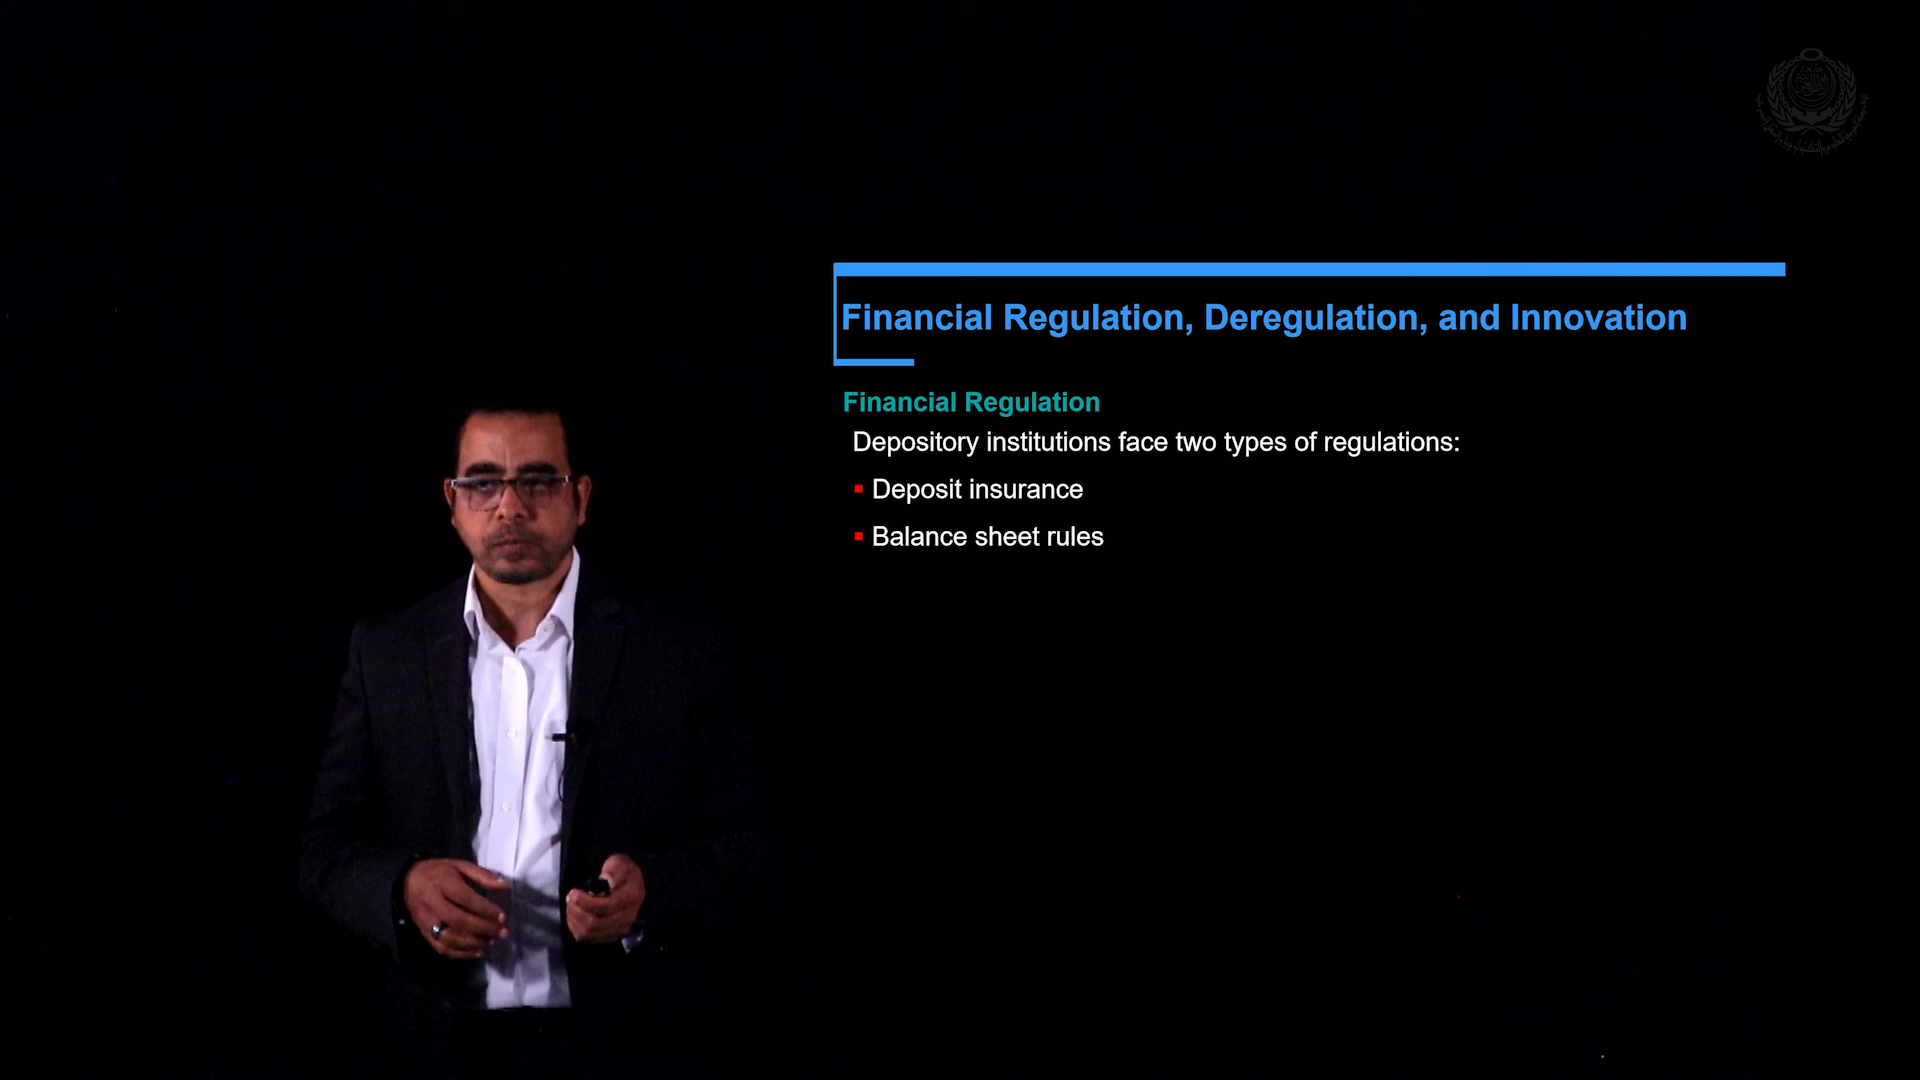 Financial Regulation, Deregulation, and Innovation
Financial Regulation
Depository institutions face two types of regulations:
▪ Deposit insurance
▪ Balance sheet rules